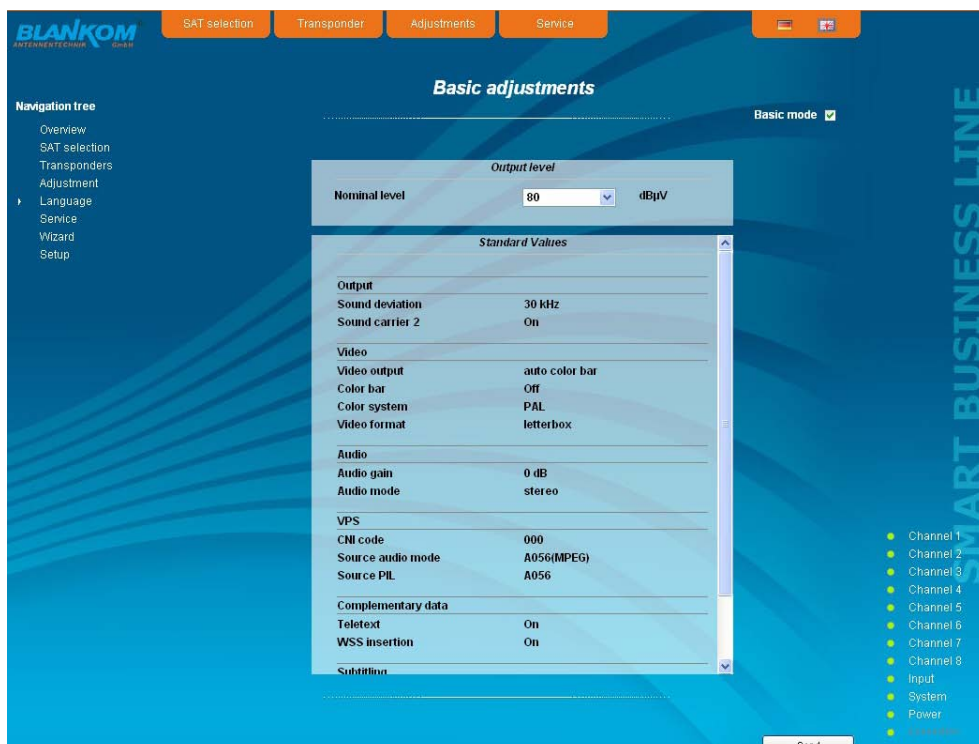 BLANKOM
ANTENNENTECHNIK GmbH
SAT selection
Transponder
Adjustments
Service
Basic adjustments
Navigation tree
Basic mode
Overview
SAT selection
Transponders
Adjustment
Language
Service
Wizard
Setup
Output level
Nominal level 80 dBµV
Standard Values
Output
Sound deviation 30 kHz
Sound carrier 2 On
Video
Video output auto color bar
Color bar Off
Color system PAL
Video format letterbox
Audio
Audio gain 0 dB
Audio mode stereo
VPS
CNI code 000
Source audio mode A056(MPEG)
Source PIL A056
Complementary data
Teletext On
WSS insertion On
Subtitling
SMART BUSINESS LINE
Channel 1
Channel 2
Channel 3
Channel 4
Channel 5
Channel 6
Channel 7
Channel 8
Input
System
Power